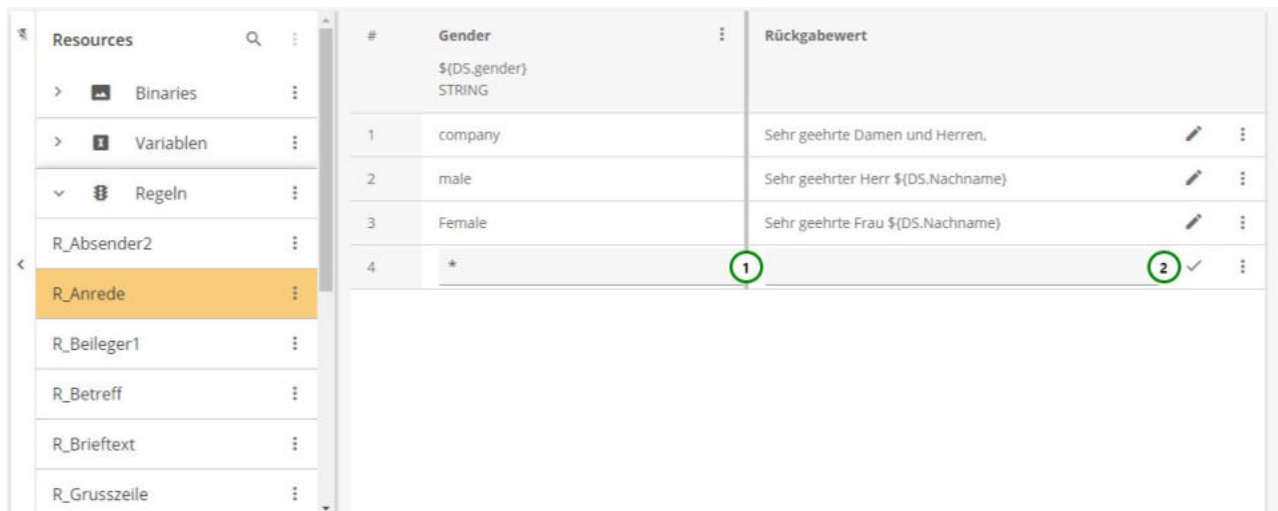 Resources
Binaries
Variablen
Regeln
R_Absender2
R_Anrede
R_Beileger1
R_Betreff
R_Brieftext
R_Grusszeile
# Gender Rückgabewert
${DS.gender}
STRING
1 company Sehr geehrte Damen und Herren,
2 male Sehr geehrter Herr ${DS.Nachname}
3 Female Sehr geehrte Frau ${DS.Nachname}
4 * 1 2